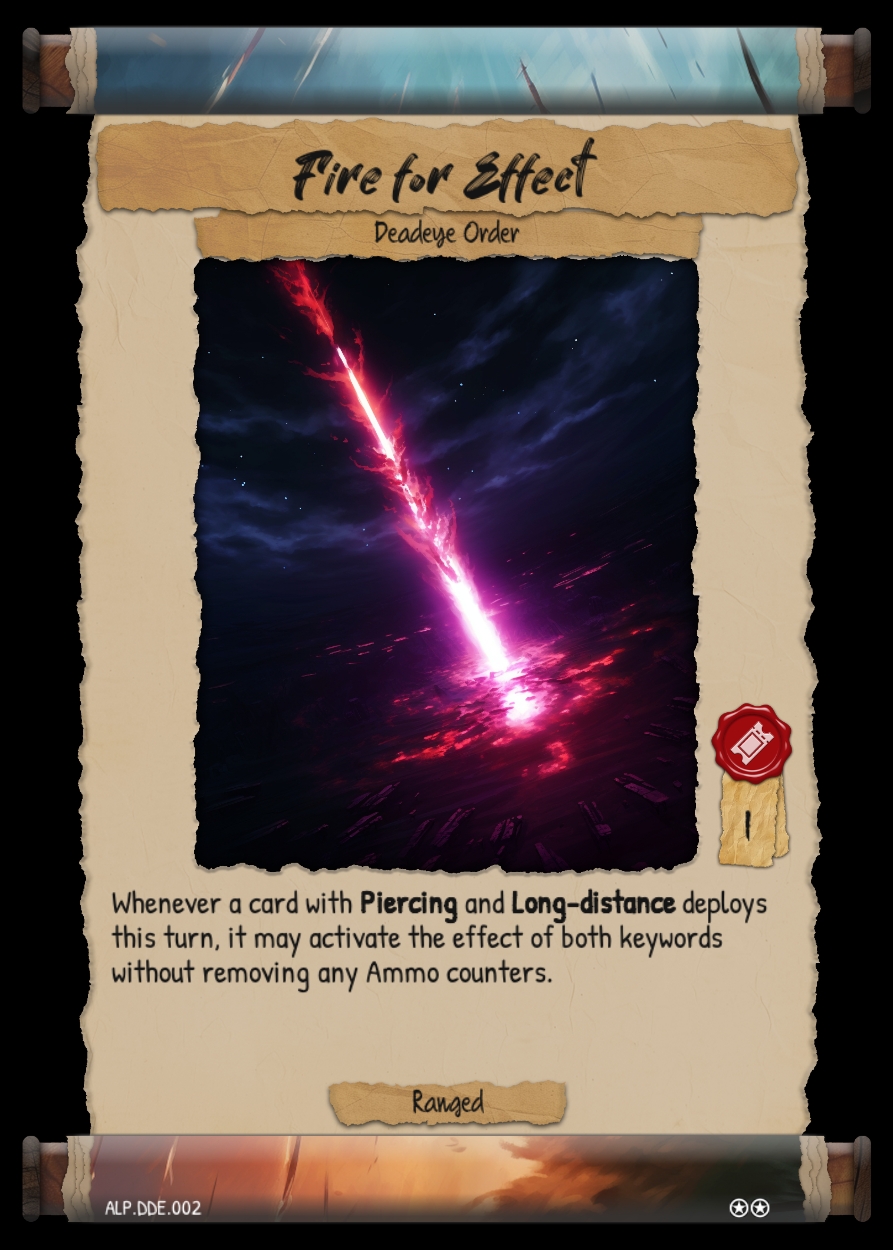 Fire for Effect
Deadeye Order
1
Whenever a card with Piercing and Long-distance deploys
this turn, it may activate the effect of both keywords
without removing any Ammo counters.
Ranged
ALP.DDE.002